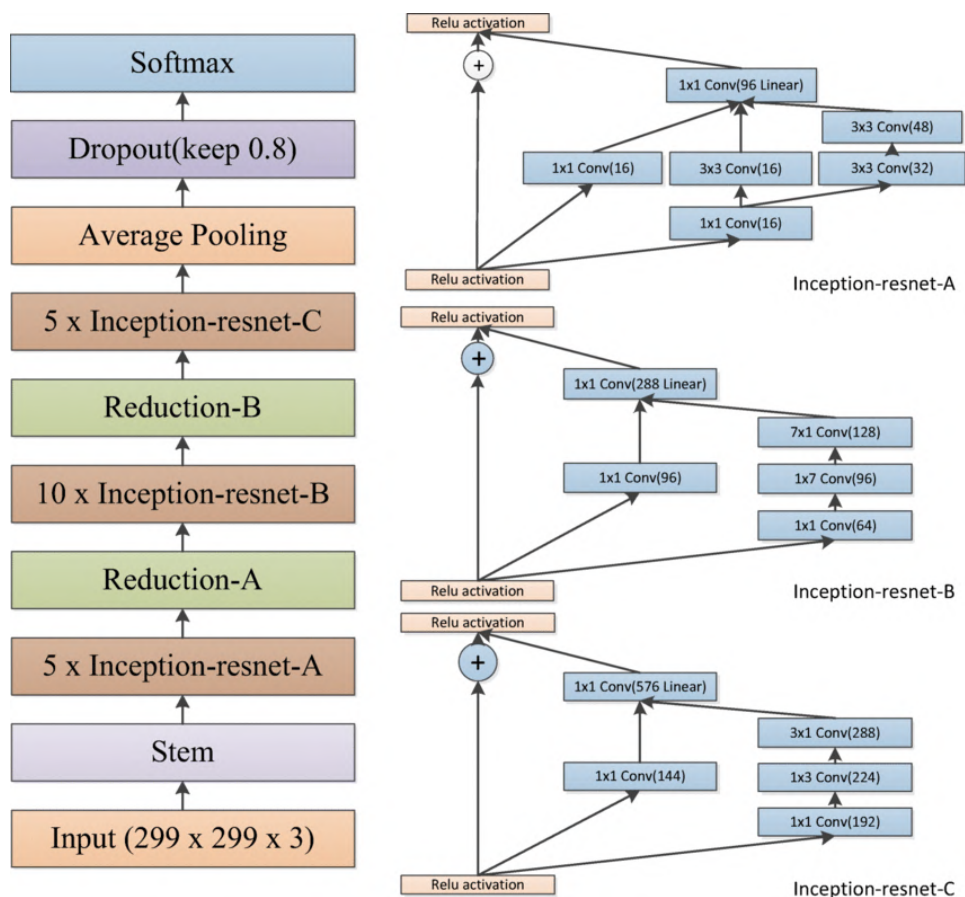 Softmax
Dropout(keep 0.8)
Average Pooling
5 x Inception-resnet-C
Reduction-B
10 x Inception-resnet-B
Reduction-A
5 x Inception-resnet-A
Stem
Input (299 x 299 x 3)
Relu activation
+
1x1 Conv(96 Linear)
3x3 Conv(48)
1x1 Conv(16)
3x3 Conv(16)
3x3 Conv(32)
1x1 Conv(16)
Relu activation
Inception-resnet-A
Relu activation
+
1x1 Conv(288 Linear)
7x1 Conv(128)
1x1 Conv(96)
1x7 Conv(96)
1x1 Conv(64)
Relu activation
Inception-resnet-B
Relu activation
+
1x1 Conv(576 Linear)
3x1 Conv(288)
1x1 Conv(144)
1x3 Conv(224)
1x1 Conv(192)
Relu activation
Inception-resnet-C